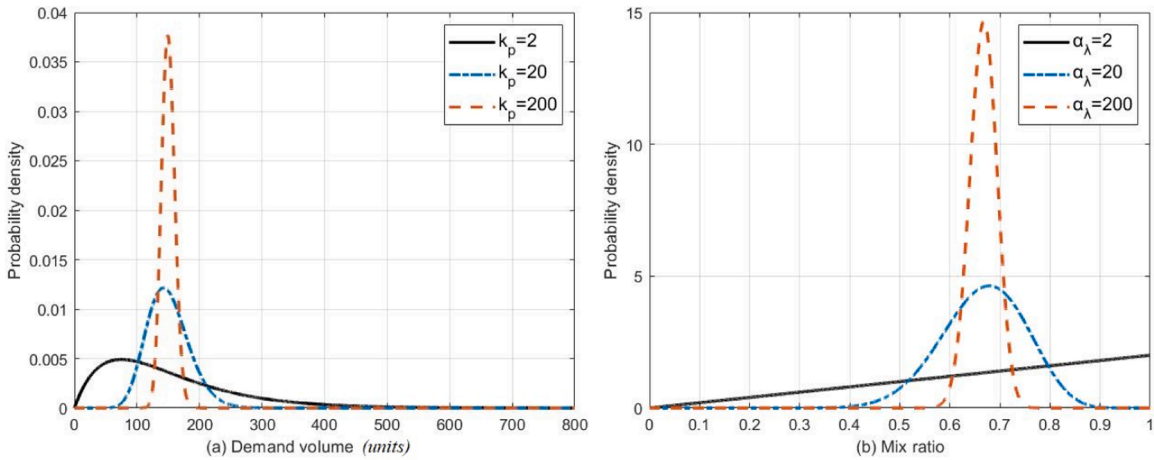 0.04
0.035
0.03
0.025
0.02
0.015
0.01
0.005
0
Probability density
k_p=2
k_p=20
k_p=200
0 100 200 300 400 500 600 700 800
(a) Demand volume (units)
15
10
5
0
Probability density
α_λ=2
α_λ=20
α_λ=200
0 0.1 0.2 0.3 0.4 0.5 0.6 0.7 0.8 0.9 1
(b) Mix ratio